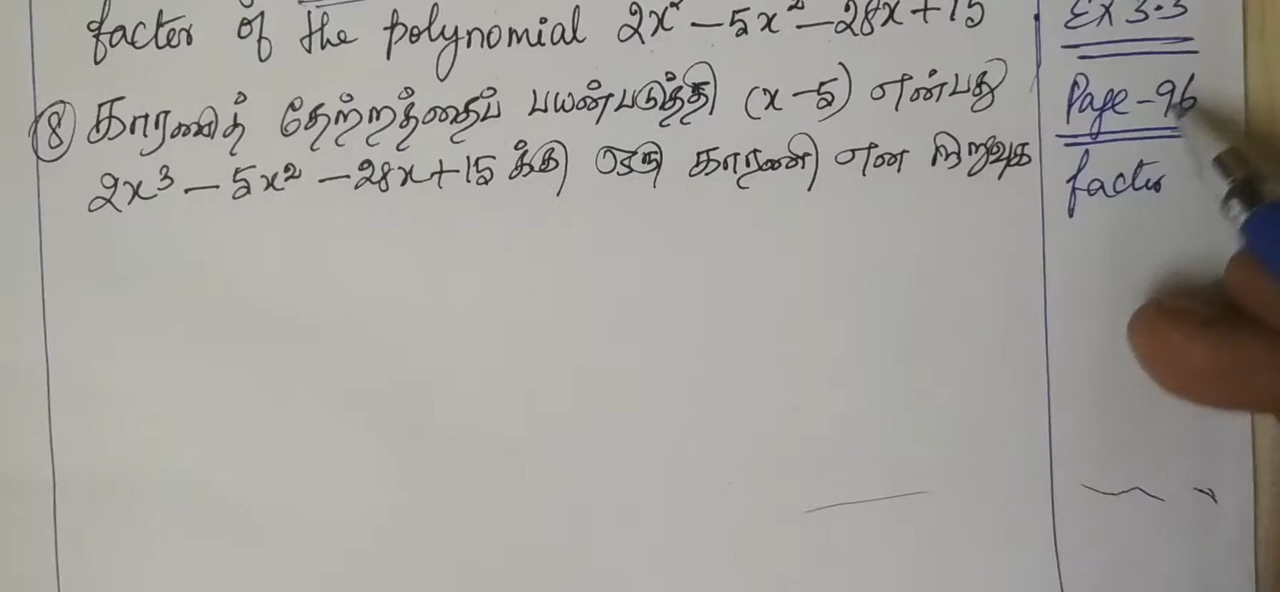 factor of the polynomial 2x³ – 5x² – 28x + 15
Ex 3.3
⑧ காரணித் தேற்றத்தைப் பயன்படுத்தி (x – 5) என்பது
Page – 96
2x³ – 5x² – 28x + 15 க்கு ஒரு காரணி என நிறுவுக
factor